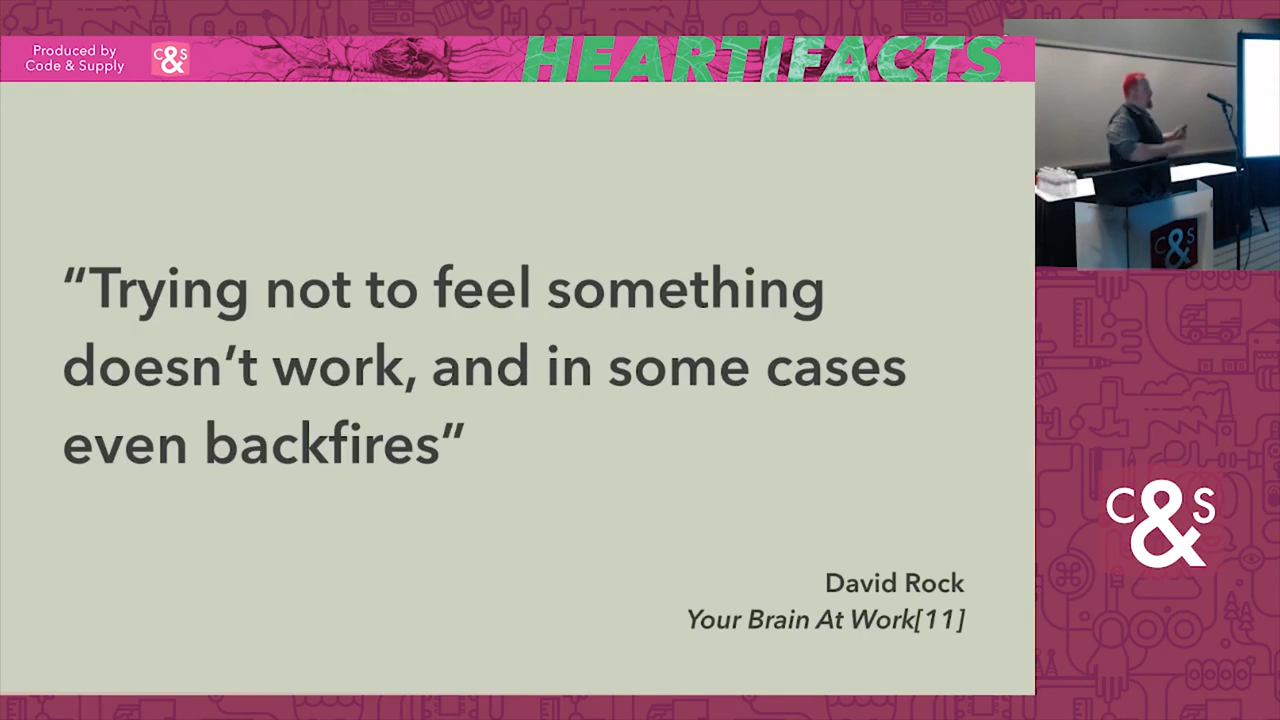 Produced by
Code & Supply
C&S
HEARTIFACTS
“Trying not to feel something
doesn’t work, and in some cases
even backfires”
David Rock
Your Brain At Work[11]
C&S
C&S